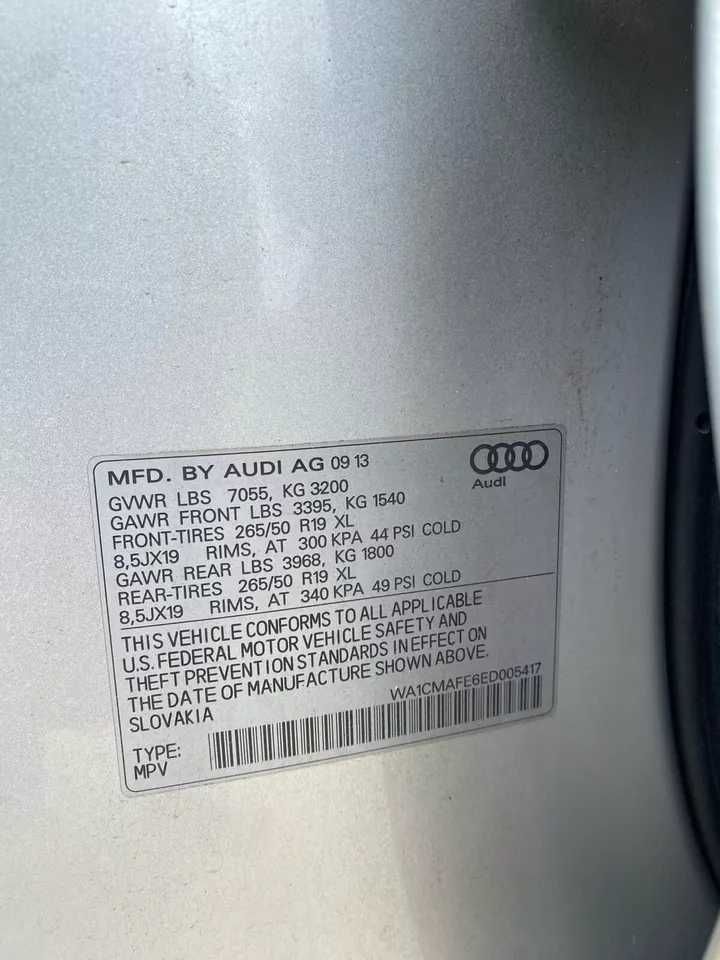 MFD. BY AUDI AG 09 13
Audi
GVWR LBS 7055, KG 3200
GAWR FRONT LBS 3395, KG 1540
FRONT-TIRES 265/50 R19 XL
8,5JX19 RIMS, AT 300 KPA 44 PSI COLD
GAWR REAR LBS 3968, KG 1800
REAR-TIRES 265/50 R19 XL
8,5JX19 RIMS, AT 340 KPA 49 PSI COLD
THIS VEHICLE CONFORMS TO ALL APPLICABLE
U.S. FEDERAL MOTOR VEHICLE SAFETY AND
THEFT PREVENTION STANDARDS IN EFFECT ON
THE DATE OF MANUFACTURE SHOWN ABOVE.
SLOVAKIA
WA1CMAFE6ED005417
TYPE:
MPV